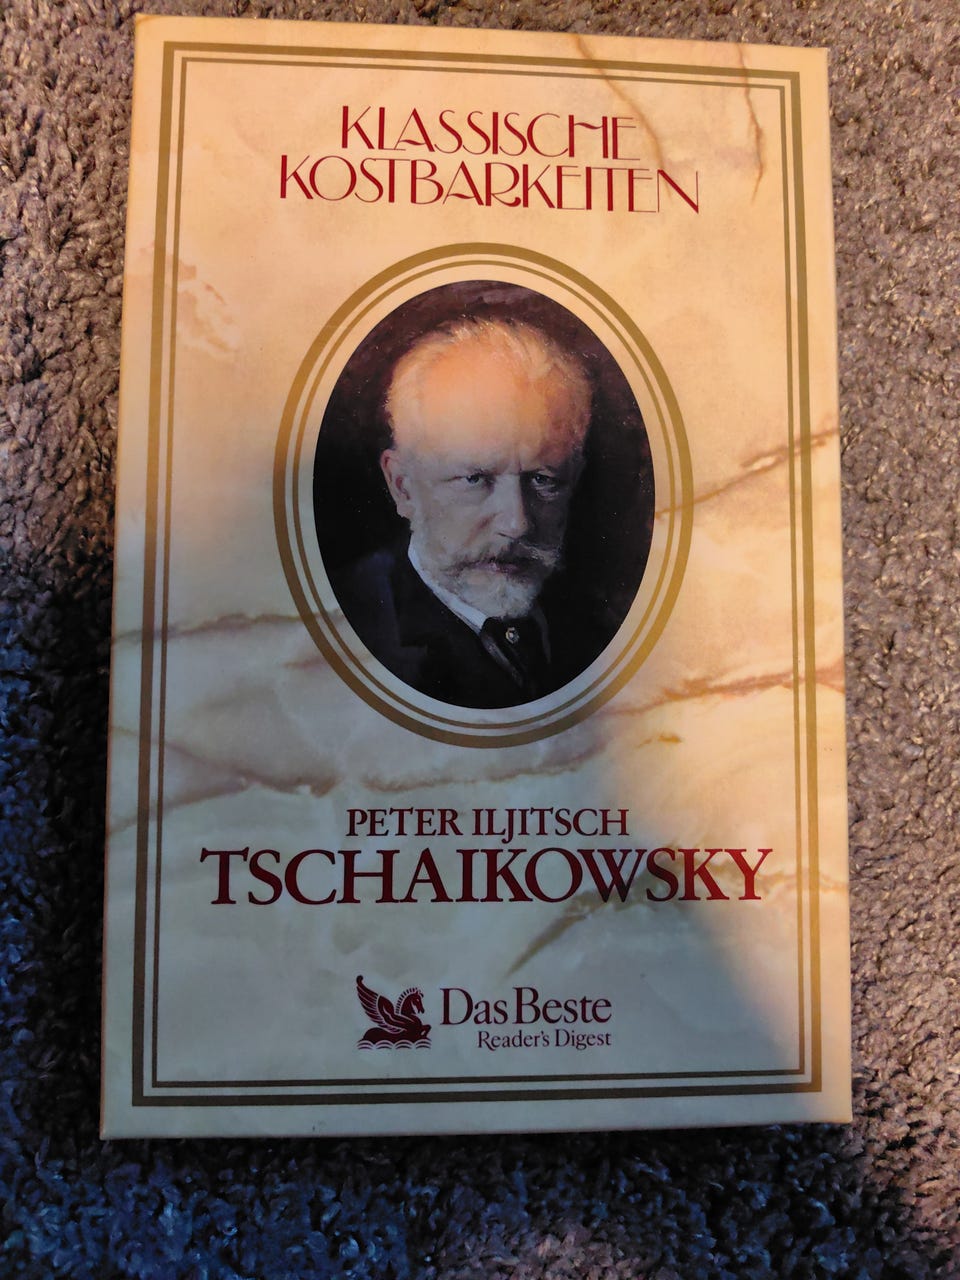 KLASSISCHE
KOSTBARKEITEN
PETER ILJITSCH
TSCHAIKOWSKY
Das Beste
Reader's Digest